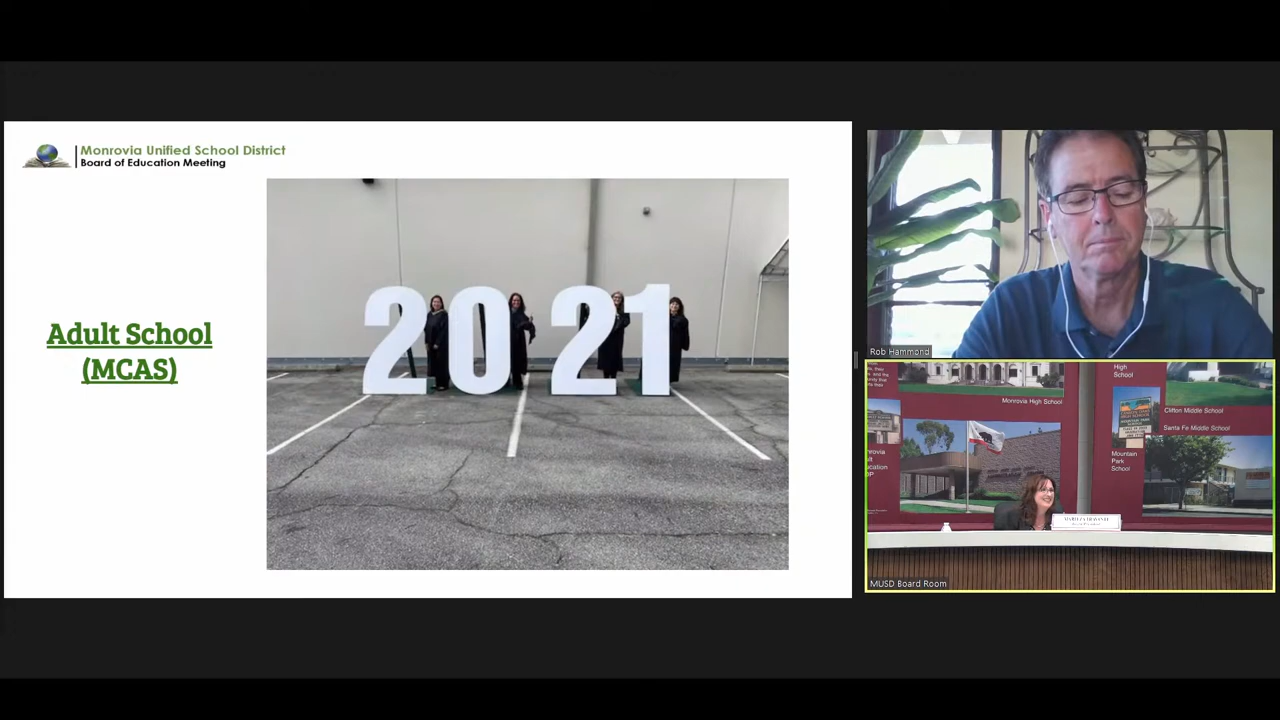 Monrovia Unified School District
Board of Education Meeting
Adult School
(MCAS)
2021
Rob Hammond
Monrovia High School
High
School
Clifton Middle School
Santa Fe Middle School
Mountain
Park
School
MUSD Board Room